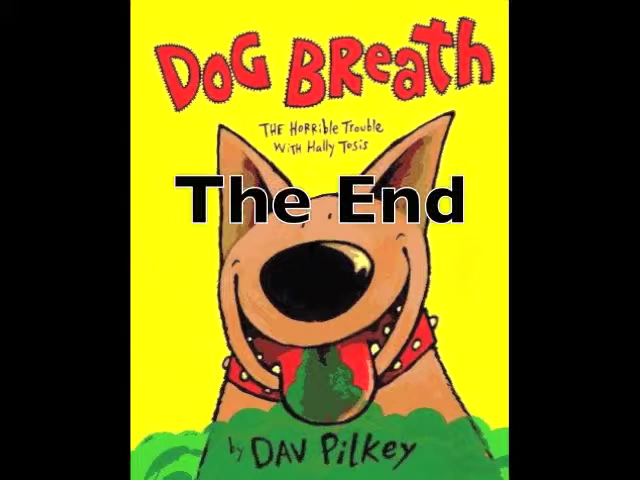 DOG BReatH
THE HORRible Trouble
WitH Hally Tosis
The End
by DAV PilKey